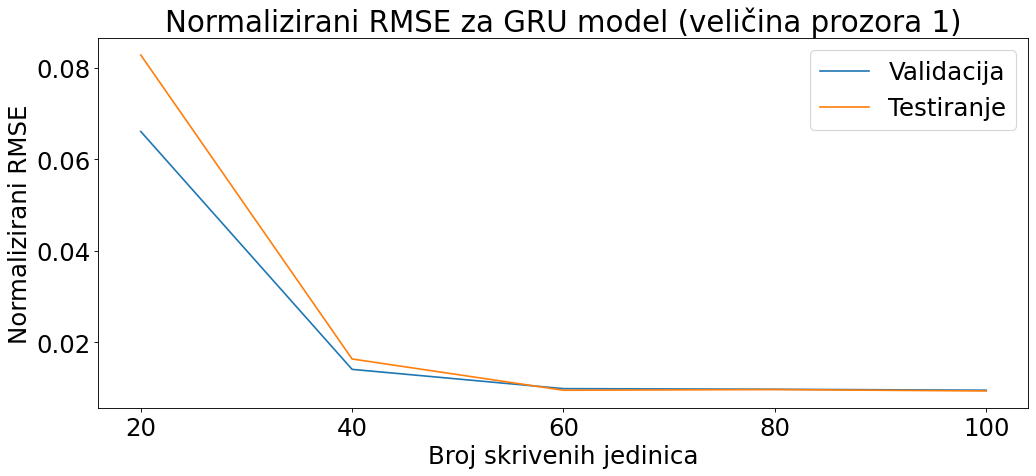 Normalizirani RMSE za GRU model (veličina prozora 1)
Validacija
Testiranje
Normalizirani RMSE
0.08
0.06
0.04
0.02
20 40 60 80 100
Broj skrivenih jedinica